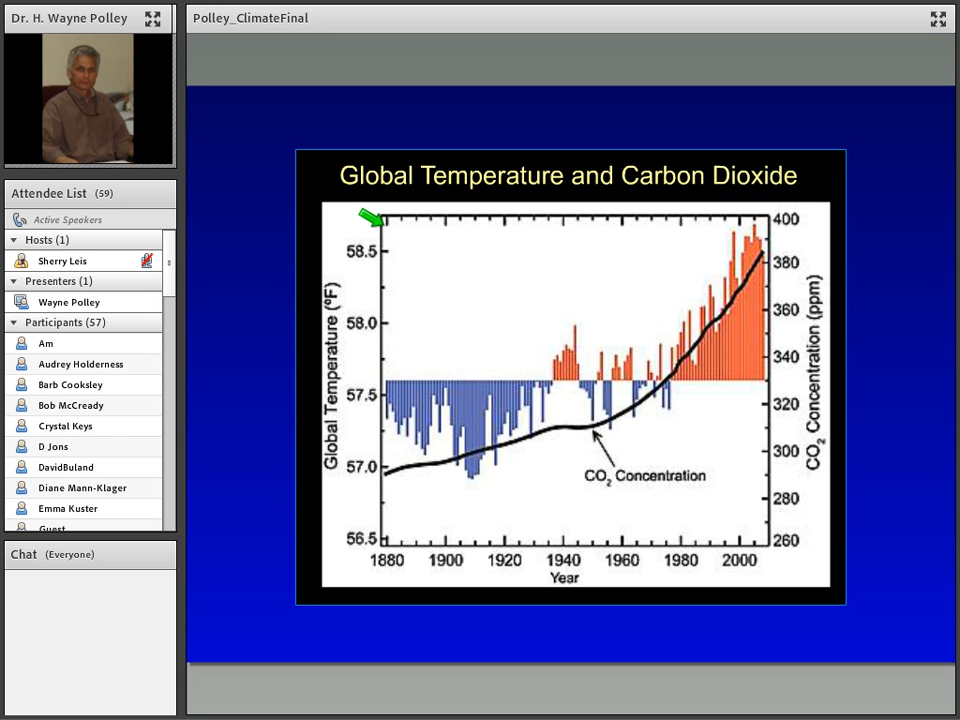 Dr. H. Wayne Polley
Polley_ClimateFinal
Attendee List (59)
Active Speakers
Hosts (1)
Sherry Leis
Presenters (1)
Wayne Polley
Participants (57)
Am
Audrey Holderness
Barb Cooksley
Bob McCready
Crystal Keys
D Jons
DavidBuland
Diane Mann-Klager
Emma Kuster
Guest
Chat (Everyone)
Global Temperature and Carbon Dioxide
Global Temperature (ºF)
58.5
58.0
57.5
57.0
56.5
400
380
360
340
320
300
280
260
CO₂ Concentration (ppm)
CO₂ Concentration
1880 1900 1920 1940 1960 1980 2000
Year